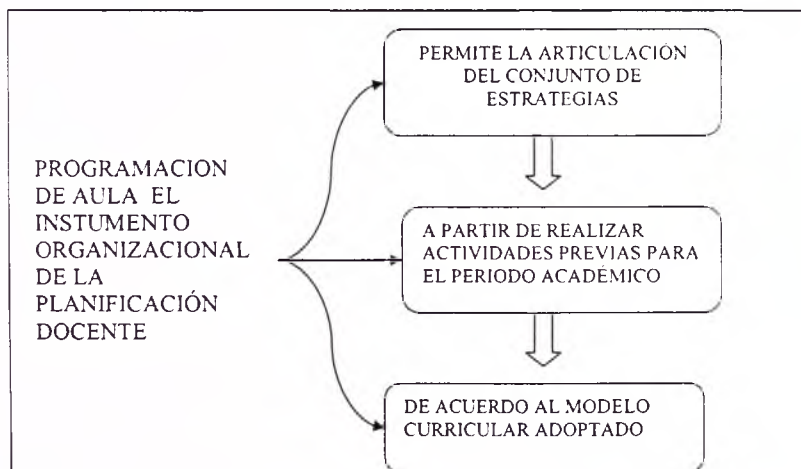 PROGRAMACION
DE AULA EL
INSTUMENTO
ORGANIZACIONAL
DE LA
PLANIFICACIÓN
DOCENTE
PERMITE LA ARTICULACIÓN
DEL CONJUNTO DE
ESTRATEGIAS
A PARTIR DE REALIZAR
ACTIVIDADES PREVIAS PARA
EL PERIODO ACADÉMICO
DE ACUERDO AL MODELO
CURRICULAR ADOPTADO